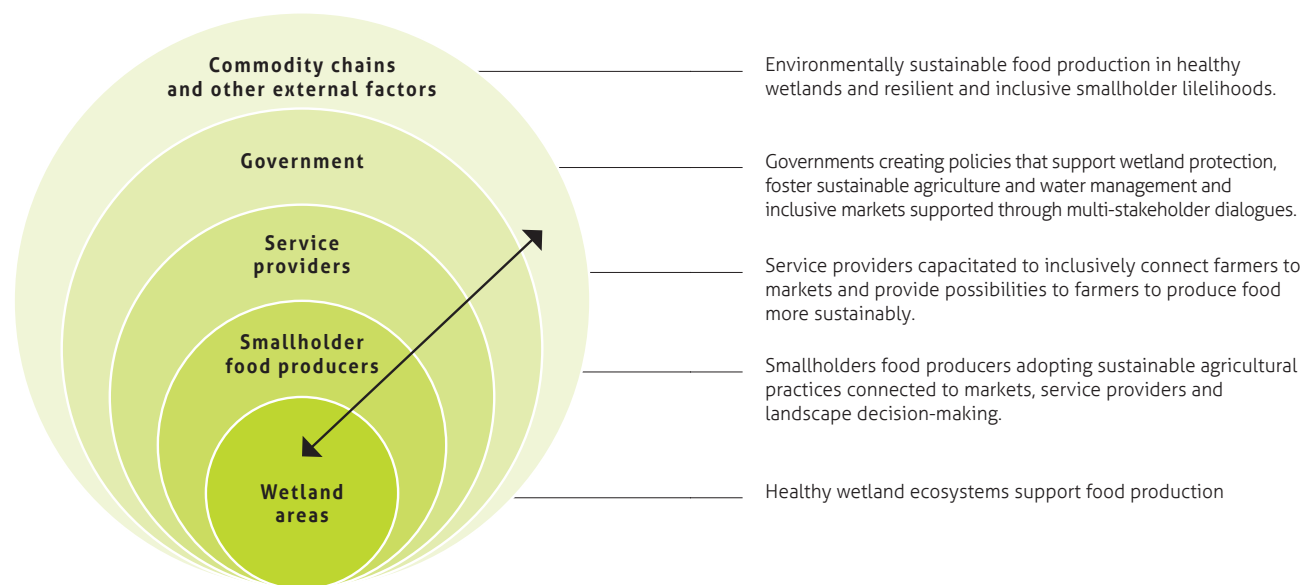 Commodity chains
and other external factors
Environmentally sustainable food production in healthy
wetlands and resilient and inclusive smallholder lilelihoods.
Government
Governments creating policies that support wetland protection,
foster sustainable agriculture and water management and
inclusive markets supported through multi-stakeholder dialogues.
Service
providers
Service providers capacitated to inclusively connect farmers to
markets and provide possibilities to farmers to produce food
more sustainably.
Smallholder
food producers
Smallholders food producers adopting sustainable agricultural
practices connected to markets, service providers and
landscape decision-making.
Wetland
areas
Healthy wetland ecosystems support food production